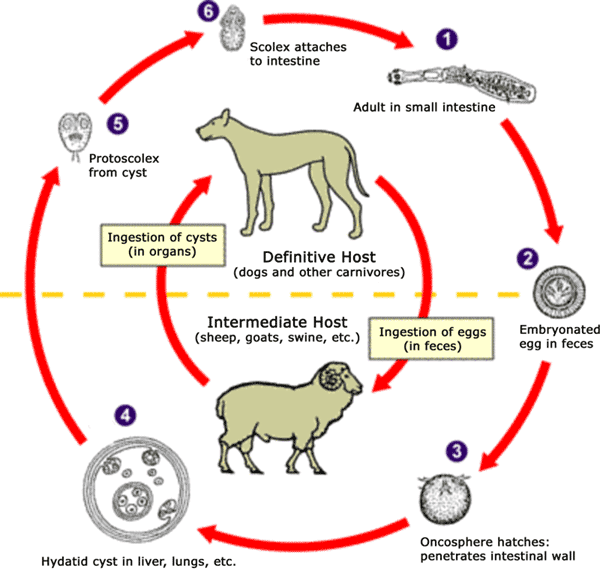 6
Scolex attaches
to intestine
1
Adult in small intestine
5
Protoscolex
from cyst
Ingestion of cysts
(in organs)
Definitive Host
(dogs and other carnivores)
2
Embryonated
egg in feces
Intermediate Host
(sheep, goats, swine, etc.)
Ingestion of eggs
(in feces)
4
Hydatid cyst in liver, lungs, etc.
3
Oncosphere hatches:
penetrates intestinal wall